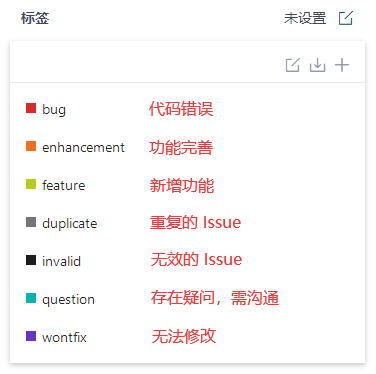 标签 未设置
bug 代码错误
enhancement 功能完善
feature 新增功能
duplicate 重复的 Issue
invalid 无效的 Issue
question 存在疑问，需沟通
wontfix 无法修改